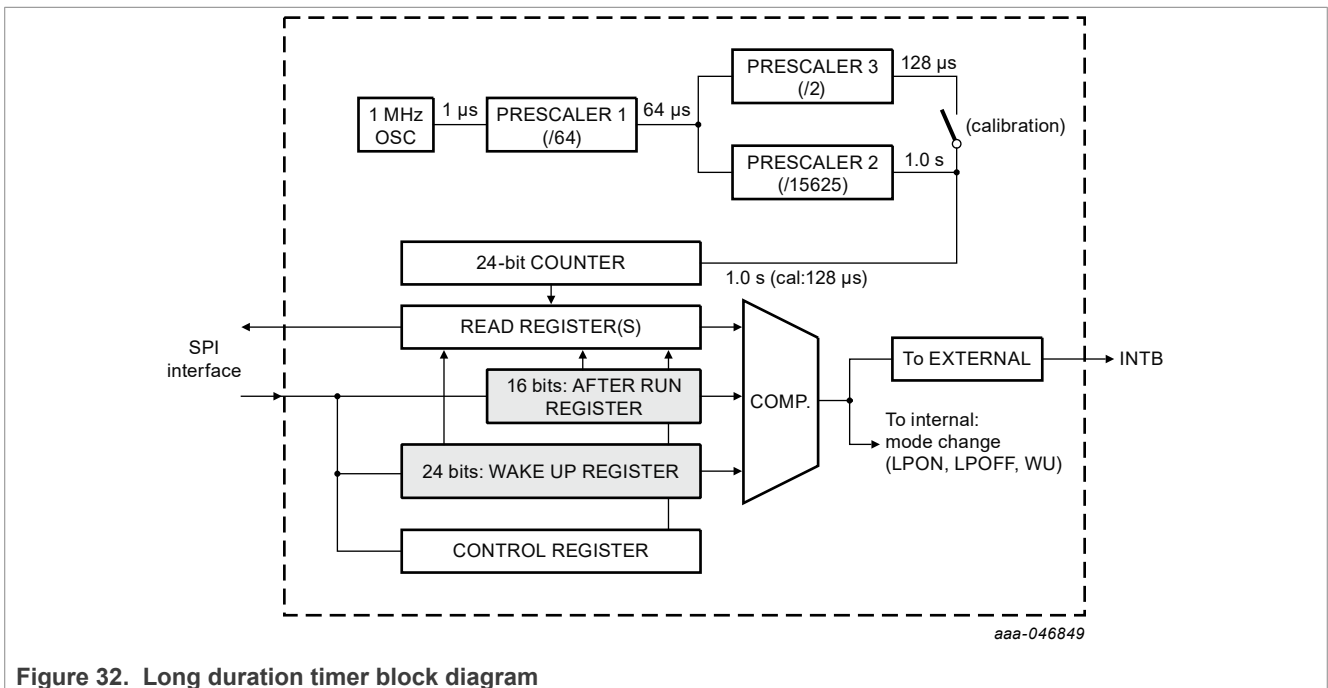 PRESCALER 3
(/2)
128 µs
1 MHz
OSC
1 µs
PRESCALER 1
(/64)
64 µs
(calibration)
PRESCALER 2
(/15625)
1.0 s
24-bit COUNTER
1.0 s (cal:128 µs)
READ REGISTER(S)
SPI
interface
16 bits: AFTER RUN
REGISTER
COMP.
To EXTERNAL
INTB
To internal:
mode change
(LPON, LPOFF, WU)
24 bits: WAKE UP REGISTER
CONTROL REGISTER
aaa-046849
Figure 32. Long duration timer block diagram